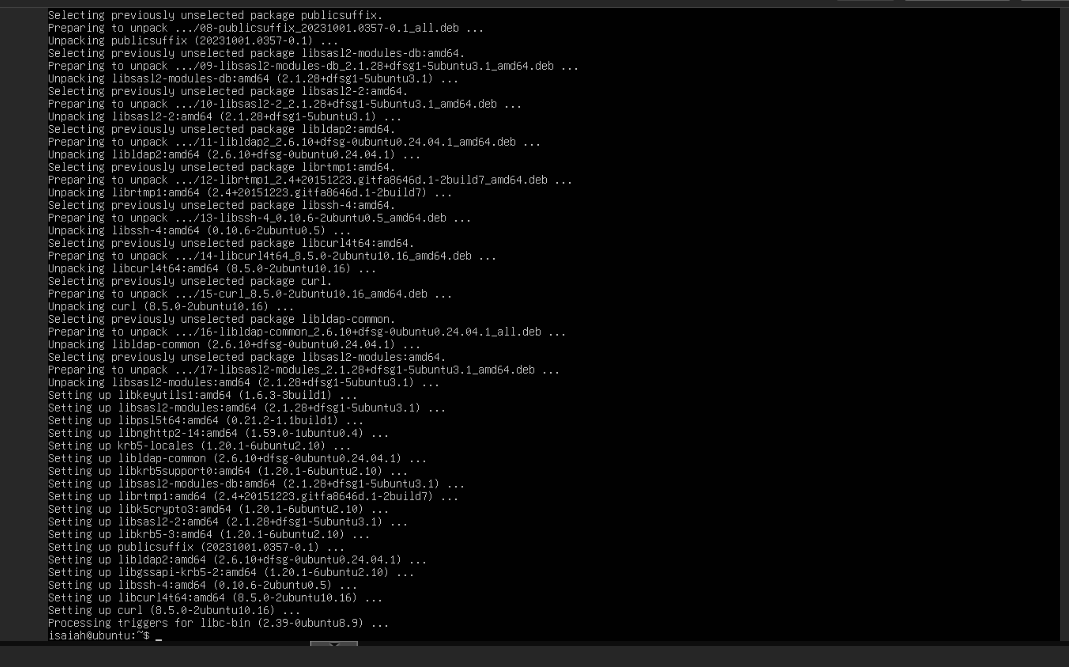 Selecting previously unselected package publicsuffix.
Preparing to unpack .../08-publicsuffix_20231001.0357-0.1_all.deb ...
Unpacking publicsuffix (20231001.0357-0.1) ...
Selecting previously unselected package libsasl2-modules-db:amd64.
Preparing to unpack .../09-libsasl2-modules-db_2.1.28+dfsg1-5ubuntu3.1_amd64.deb ...
Unpacking libsasl2-modules-db:amd64 (2.1.28+dfsg1-5ubuntu3.1) ...
Selecting previously unselected package libsasl2-2:amd64.
Preparing to unpack .../10-libsasl2-2_2.1.28+dfsg1-5ubuntu3.1_amd64.deb ...
Unpacking libsasl2-2:amd64 (2.1.28+dfsg1-5ubuntu3.1) ...
Selecting previously unselected package libldap2:amd64.
Preparing to unpack .../11-libldap2_2.6.10+dfsg-0ubuntu0.24.04.1_amd64.deb ...
Unpacking libldap2:amd64 (2.6.10+dfsg-0ubuntu0.24.04.1) ...
Selecting previously unselected package librtmp1:amd64.
Preparing to unpack .../12-librtmp1_2.4+20151223.gitfa8646d.1-2build7_amd64.deb ...
Unpacking librtmp1:amd64 (2.4+20151223.gitfa8646d.1-2build7) ...
Selecting previously unselected package libssh-4:amd64.
Preparing to unpack .../13-libssh-4_0.10.6-2ubuntu0.5_amd64.deb ...
Unpacking libssh-4:amd64 (0.10.6-2ubuntu0.5) ...
Selecting previously unselected package libcurl4t64:amd64.
Preparing to unpack .../14-libcurl4t64_8.5.0-2ubuntu10.16_amd64.deb ...
Unpacking libcurl4t64:amd64 (8.5.0-2ubuntu10.16) ...
Selecting previously unselected package curl.
Preparing to unpack .../15-curl_8.5.0-2ubuntu10.16_amd64.deb ...
Unpacking curl (8.5.0-2ubuntu10.16) ...
Selecting previously unselected package libldap-common.
Preparing to unpack .../16-libldap-common_2.6.10+dfsg-0ubuntu0.24.04.1_all.deb ...
Unpacking libldap-common (2.6.10+dfsg-0ubuntu0.24.04.1) ...
Selecting previously unselected package libsasl2-modules:amd64.
Preparing to unpack .../17-libsasl2-modules_2.1.28+dfsg1-5ubuntu3.1_amd64.deb ...
Unpacking libsasl2-modules:amd64 (2.1.28+dfsg1-5ubuntu3.1) ...
Setting up libkeyutils1:amd64 (1.6.3-3build1) ...
Setting up libsasl2-modules:amd64 (2.1.28+dfsg1-5ubuntu3.1) ...
Setting up libpsl5t64:amd64 (0.21.2-1.1build1) ...
Setting up libnghttp2-14:amd64 (1.59.0-1ubuntu0.4) ...
Setting up krb5-locales (1.20.1-6ubuntu2.10) ...
Setting up libldap-common (2.6.10+dfsg-0ubuntu0.24.04.1) ...
Setting up libkrb5support0:amd64 (1.20.1-6ubuntu2.10) ...
Setting up libsasl2-modules-db:amd64 (2.1.28+dfsg1-5ubuntu3.1) ...
Setting up librtmp1:amd64 (2.4+20151223.gitfa8646d.1-2build7) ...
Setting up libk5crypto3:amd64 (1.20.1-6ubuntu2.10) ...
Setting up libsasl2-2:amd64 (2.1.28+dfsg1-5ubuntu3.1) ...
Setting up libkrb5-3:amd64 (1.20.1-6ubuntu2.10) ...
Setting up publicsuffix (20231001.0357-0.1) ...
Setting up libldap2:amd64 (2.6.10+dfsg-0ubuntu0.24.04.1) ...
Setting up libgssapi-krb5-2:amd64 (1.20.1-6ubuntu2.10) ...
Setting up libssh-4:amd64 (0.10.6-2ubuntu0.5) ...
Setting up libcurl4t64:amd64 (8.5.0-2ubuntu10.16) ...
Setting up curl (8.5.0-2ubuntu10.16) ...
Processing triggers for libc-bin (2.39-0ubuntu8.9) ...
isaiah@ubuntu:~$ _